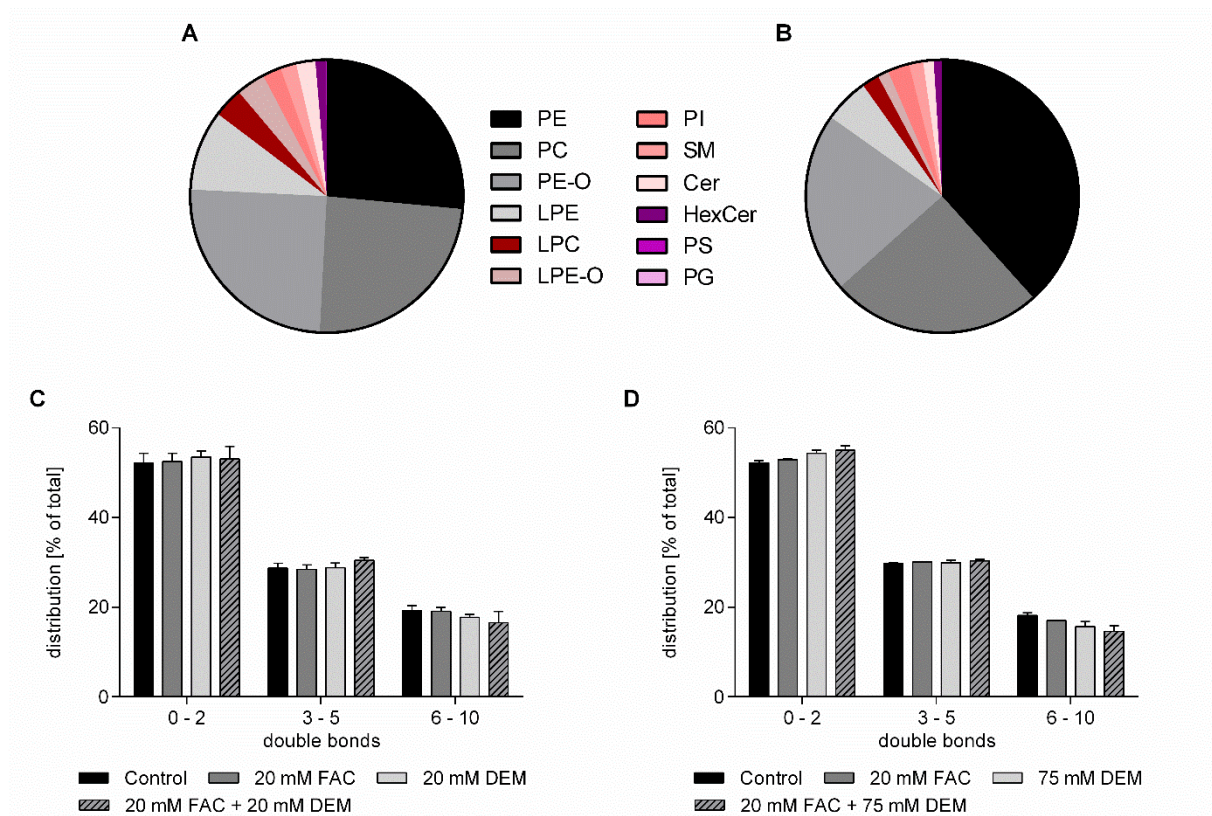 A
B
PE
PC
PE-O
LPE
LPC
LPE-O
PI
SM
Cer
HexCer
PS
PG
C
distribution [% of total]
60
40
20
0
0 - 2
3 - 5
6 - 10
double bonds
Control
20 mM FAC
20 mM DEM
20 mM FAC + 20 mM DEM
D
distribution [% of total]
60
40
20
0
0 - 2
3 - 5
6 - 10
double bonds
Control
20 mM FAC
75 mM DEM
20 mM FAC + 75 mM DEM